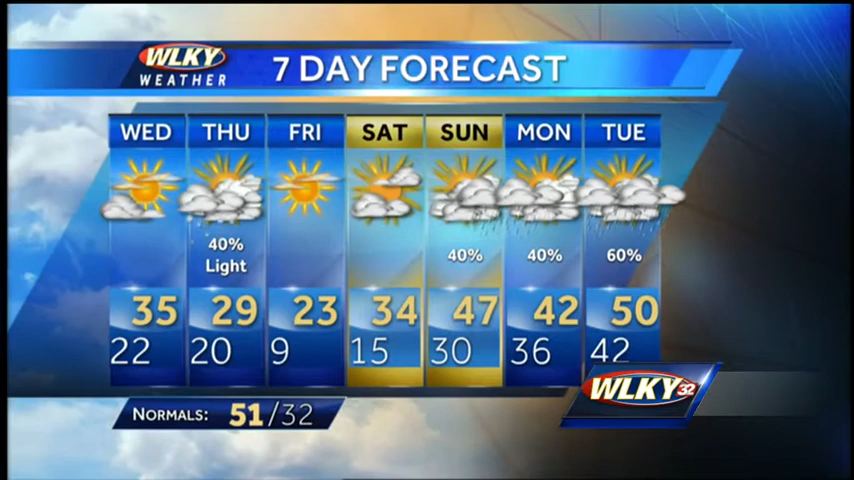 WLKY
WEATHER
7 DAY FORECAST
WED THU FRI SAT SUN MON TUE
40%
Light
40% 40% 60%
35 29 23 34 47 42 50
22 20 9 15 30 36 42
NORMALS: 51/32
WLKY 32